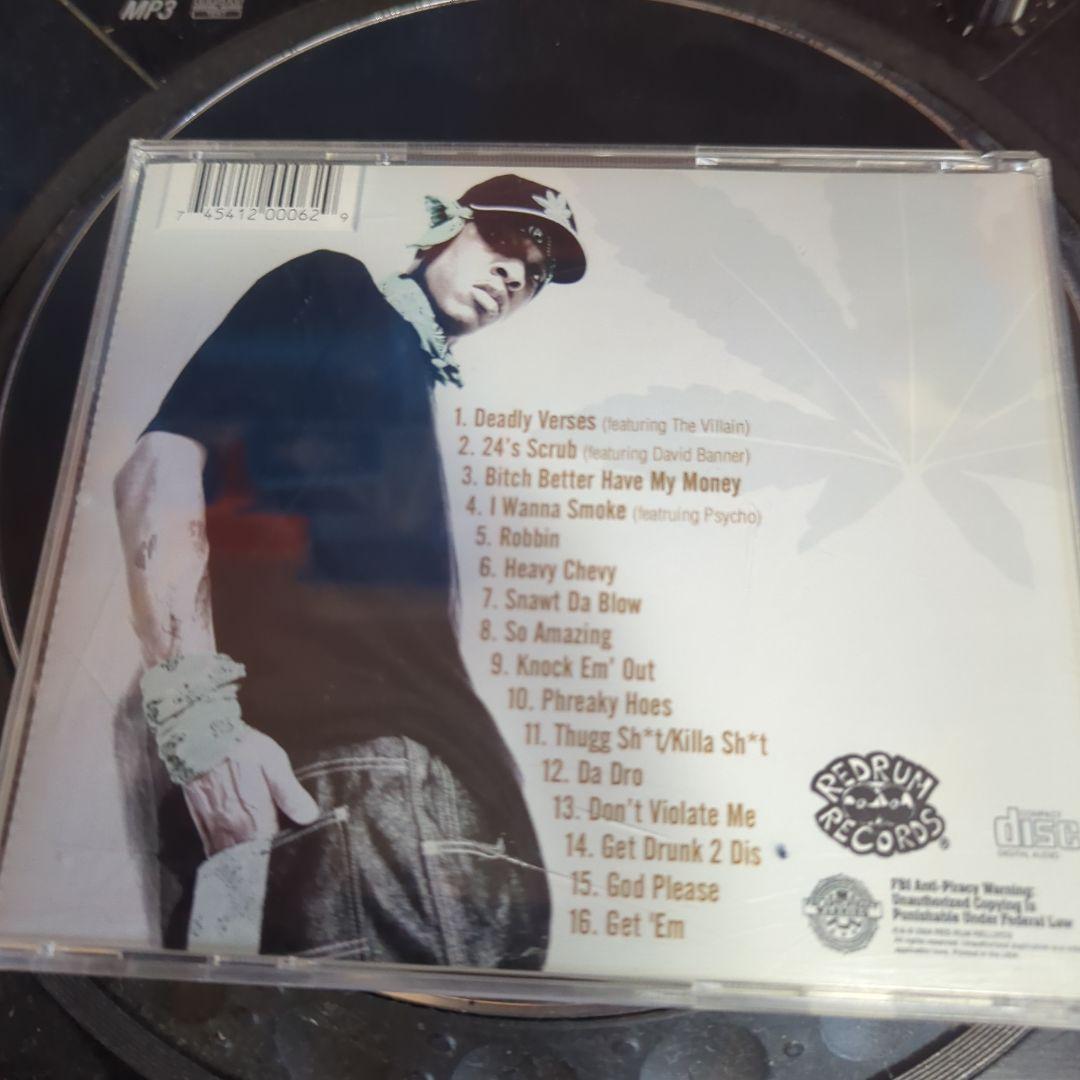 MP3
7 45412 00062 9
1. Deadly Verses (featuring The Villain)
2. 24's Scrub (featuring David Banner)
3. Bitch Better Have My Money
4. I Wanna Smoke (featruing Psycho)
5. Robbin
6. Heavy Chevy
7. Snawt Da Blow
8. So Amazing
9. Knock Em' Out
10. Phreaky Hoes
11. Thugg Sh*t/Killa Sh*t
12. Da Dro
13. Don't Violate Me
14. Get Drunk 2 Dis
15. God Please
16. Get 'Em
REDRUM
RECORDS®
COMPACT
disc
DIGITAL AUDIO
FBI Anti-Piracy Warning:
Unauthorized Copying Is
Punishable Under Federal Law